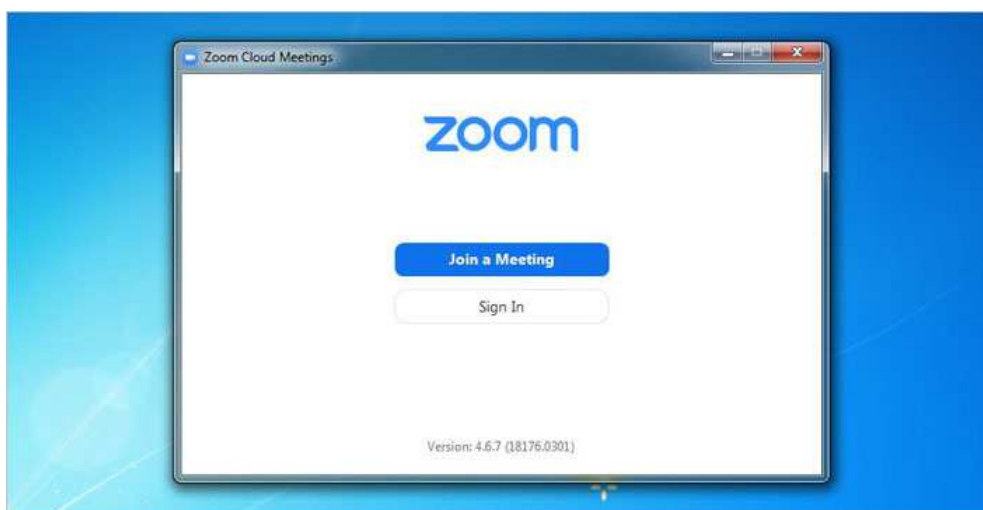 Zoom Cloud Meetings
zoom
Join a Meeting
Sign In
Version: 4.6.7 (18176.0301)